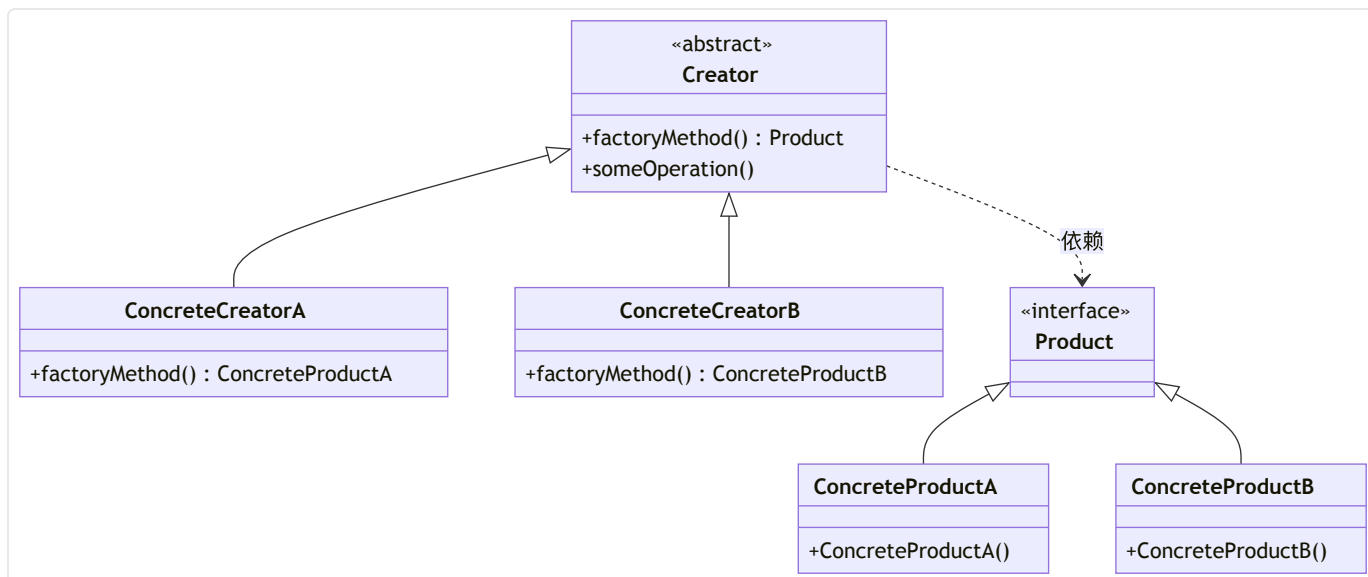 «abstract»
Creator
+factoryMethod() : Product
+someOperation()
依赖
ConcreteCreatorA
+factoryMethod() : ConcreteProductA
ConcreteCreatorB
+factoryMethod() : ConcreteProductB
«interface»
Product
ConcreteProductA
+ConcreteProductA()
ConcreteProductB
+ConcreteProductB()